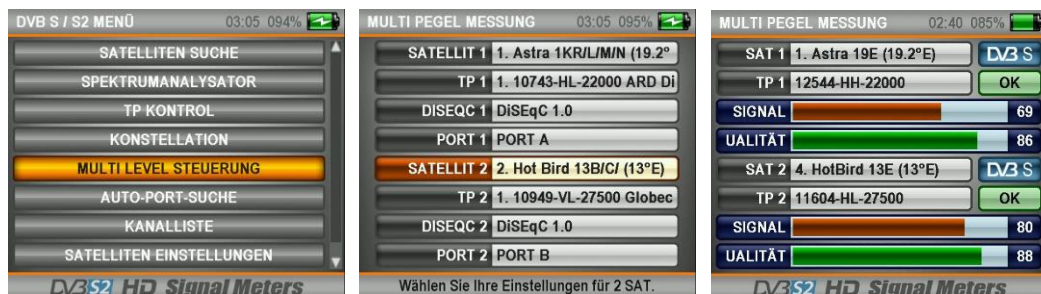 DVB S / S2 MENÜ 03:05 094%
SATELLITEN SUCHE
SPEKTRUMANALYSATOR
TP KONTROL
KONSTELLATION
MULTI LEVEL STEUERUNG
AUTO-PORT-SUCHE
KANALLISTE
SATELLITEN EINSTELLUNGEN
DVB S2 HD Signal Meters
MULTI PEGEL MESSUNG 03:05 095%
SATELLIT 1 1. Astra 1KR/L/M/N (19.2°
TP 1 1. 10743-HL-22000 ARD Di
DISEQC 1 DiSEqC 1.0
PORT 1 PORT A
SATELLIT 2 2. Hot Bird 13B/C/ (13°E)
TP 2 1. 10949-VL-27500 Globec
DISEQC 2 DiSEqC 1.0
PORT 2 PORT B
Wählen Sie Ihre Einstellungen für 2 SAT.
MULTI PEGEL MESSUNG 02:40 085%
SAT 1 1. Astra 19E (19.2°E) DVB S
TP 1 12544-HH-22000 OK
SIGNAL 69
UALITÄT 86
SAT 2 4. HotBird 13E (13°E) DVB S
TP 2 11604-HL-27500 OK
SIGNAL 80
UALITÄT 88
DVB S2 HD Signal Meters